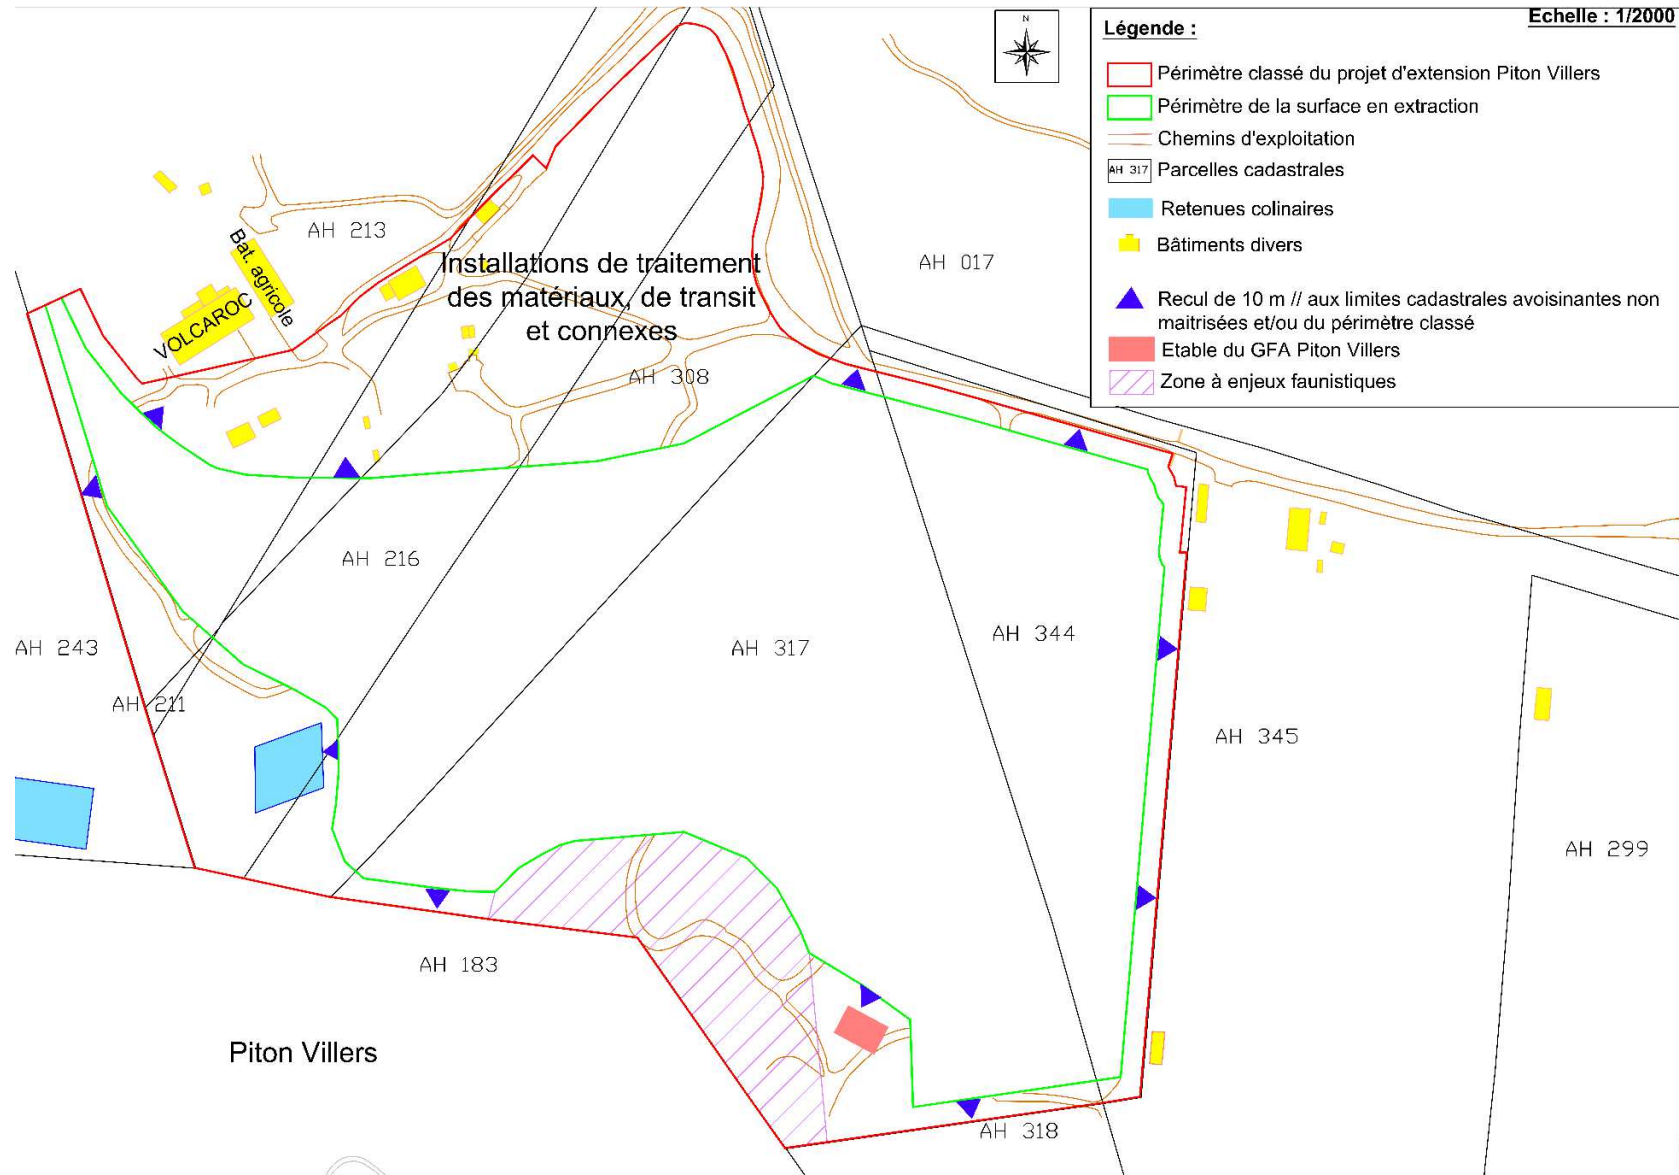 Echelle : 1/2000
N
Légende :
Périmètre classé du projet d'extension Piton Villers
Périmètre de la surface en extraction
Chemins d'exploitation
AH 317 Parcelles cadastrales
Retenues colinaires
Bâtiments divers
Recul de 10 m // aux limites cadastrales avoisinantes non
maitrisées et/ou du périmètre classé
Etable du GFA Piton Villers
Zone à enjeux faunistiques
AH 213
Bat. agricole
VOLCAROC
Installations de traitement
des matériaux, de transit
et connexes
AH 017
AH 308
AH 216
AH 243
AH 211
AH 317
AH 344
AH 345
AH 299
AH 183
Piton Villers
AH 318